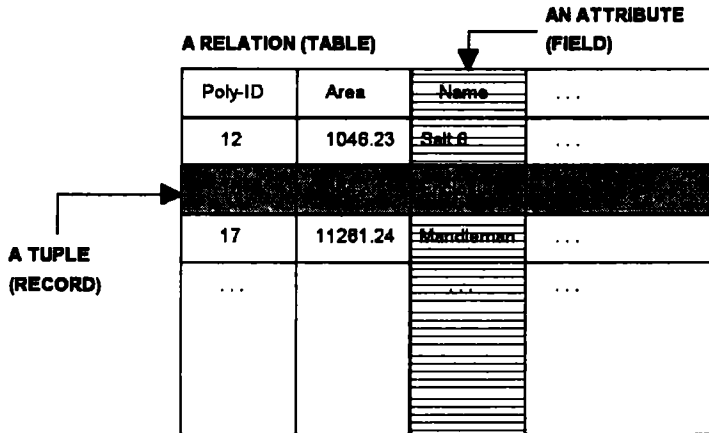 AN ATTRIBUTE
(FIELD)
A RELATION (TABLE)
Poly-ID Area Name ...
12 1046.23 Salt 6 ...
17 11261.24 Mandleman ...
... ... ...
A TUPLE
(RECORD)